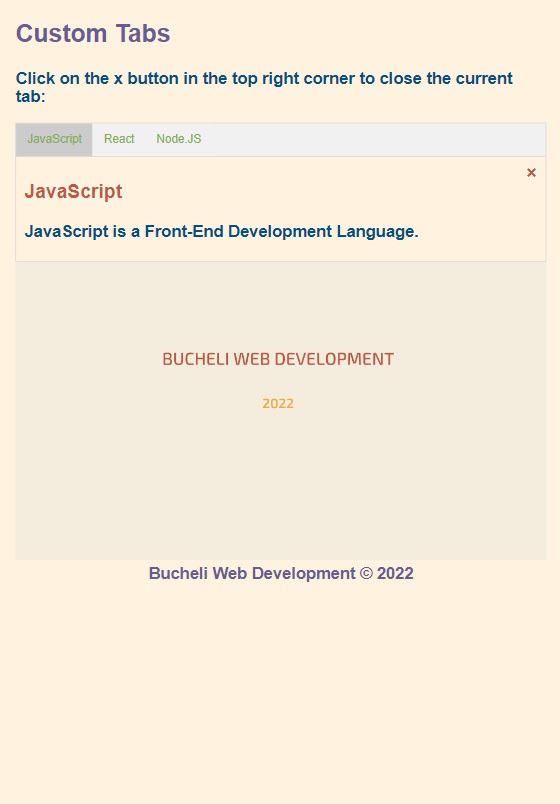 Custom Tabs
Click on the x button in the top right corner to close the current
tab:
JavaScript React Node.JS
×
JavaScript
JavaScript is a Front-End Development Language.
BUCHELI WEB DEVELOPMENT
2022
Bucheli Web Development © 2022